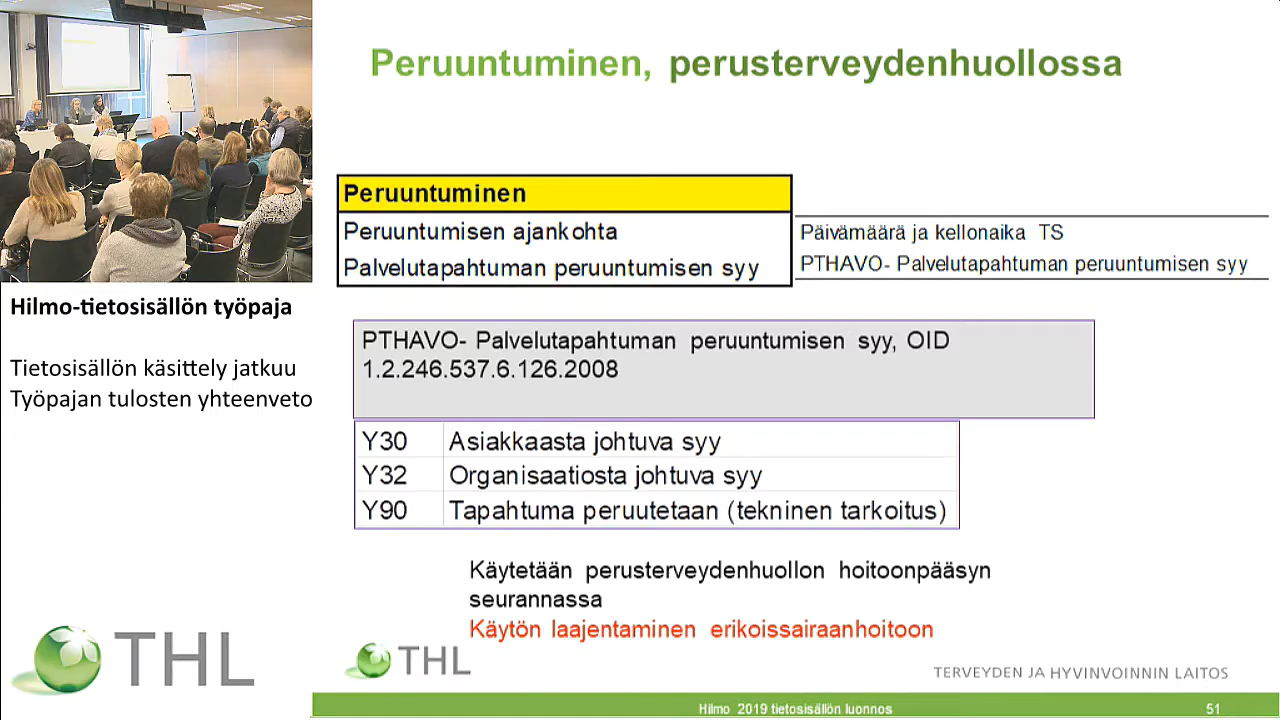 Peruuntuminen, perusterveydenhuollossa
Peruuntuminen
Peruuntumisen ajankohta
Päivämäärä ja kellonaika TS
Palvelutapahtuman peruuntumisen syy
PTHAVO- Palvelutapahtuman peruuntumisen syy
Hilmo-tietosisällön työpaja
Tietosisällön käsittely jatkuu
Työpajan tulosten yhteenveto
PTHAVO- Palvelutapahtuman peruuntumisen syy, OID
1.2.246.537.6.126.2008
Y30 Asiakkaasta johtuva syy
Y32 Organisaatiosta johtuva syy
Y90 Tapahtuma peruutetaan (tekninen tarkoitus)
Käytetään perusterveydenhuollon hoitoonpääsyn
seurannassa
Käytön laajentaminen erikoissairaanhoitoon
THL
THL
TERVEYDEN JA HYVINVOINNIN LAITOS
Hilmo 2019 tietosisällön luonnos
51